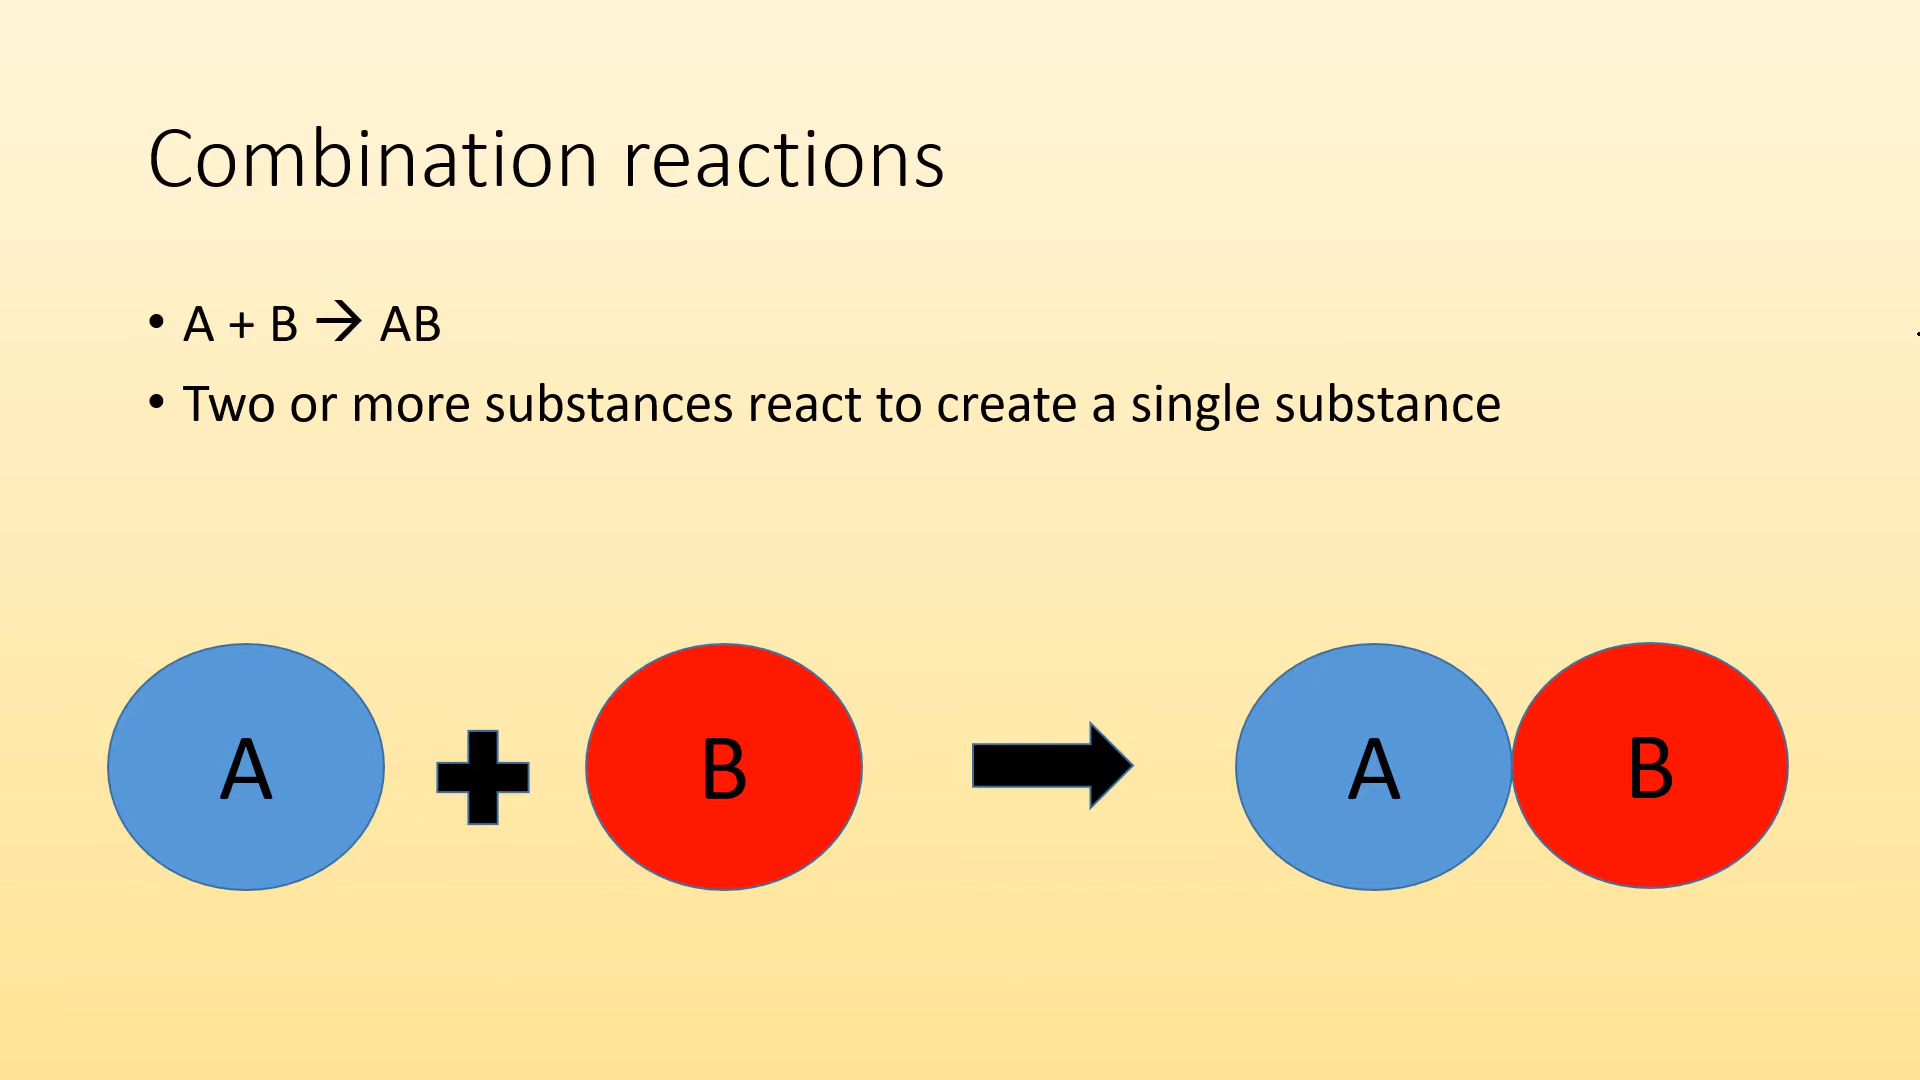 Combination reactions
• A + B → AB
• Two or more substances react to create a single substance
A + B → A B